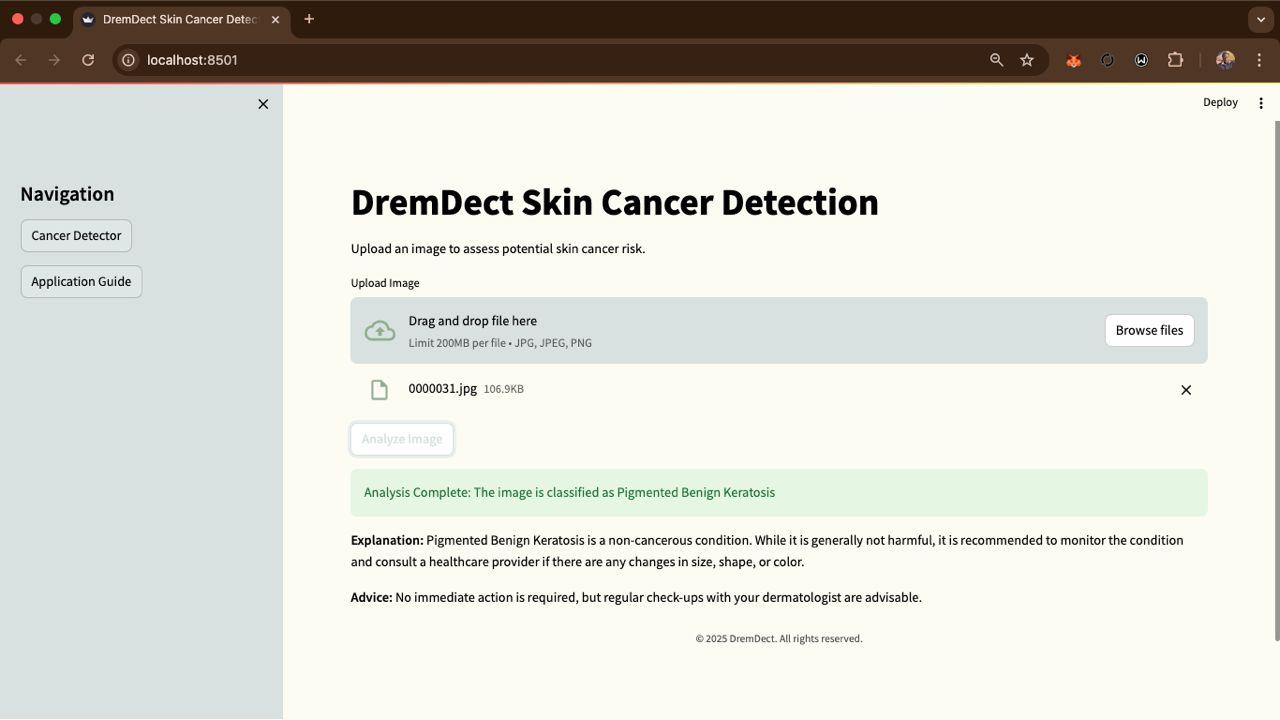 DremDect Skin Cancer Detec
localhost:8501
Deploy
Navigation
Cancer Detector
Application Guide
DremDect Skin Cancer Detection
Upload an image to assess potential skin cancer risk.
Upload Image
Drag and drop file here
Limit 200MB per file • JPG, JPEG, PNG
Browse files
0000031.jpg 106.9KB
Analyze Image
Analysis Complete: The image is classified as Pigmented Benign Keratosis
Explanation: Pigmented Benign Keratosis is a non-cancerous condition. While it is generally not harmful, it is recommended to monitor the condition
and consult a healthcare provider if there are any changes in size, shape, or color.
Advice: No immediate action is required, but regular check-ups with your dermatologist are advisable.
© 2025 DremDect. All rights reserved.